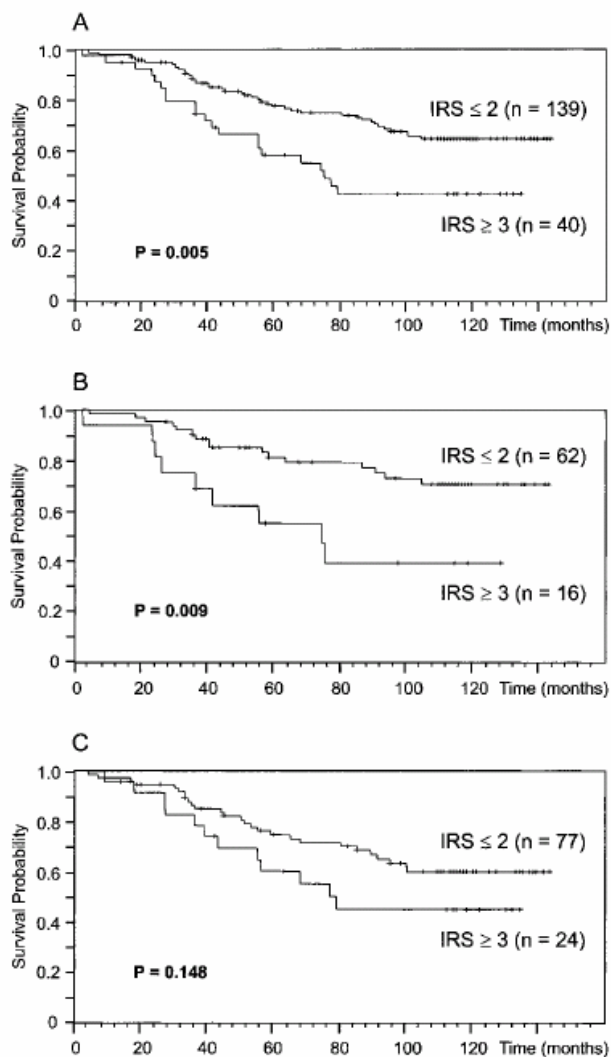 A
1.0
0.8
0.6
0.4
0.2
0
Survival Probability
IRS ≤ 2 (n = 139)
IRS ≥ 3 (n = 40)
P = 0.005
0 20 40 60 80 100 120 Time (months)
B
1.0
0.8
0.6
0.4
0.2
0
Survival Probability
IRS ≤ 2 (n = 62)
IRS ≥ 3 (n = 16)
P = 0.009
0 20 40 60 80 100 120 Time (months)
C
1.0
0.8
0.6
0.4
0.2
0
Survival Probability
IRS ≤ 2 (n = 77)
IRS ≥ 3 (n = 24)
P = 0.148
0 20 40 60 80 100 120 Time (months)